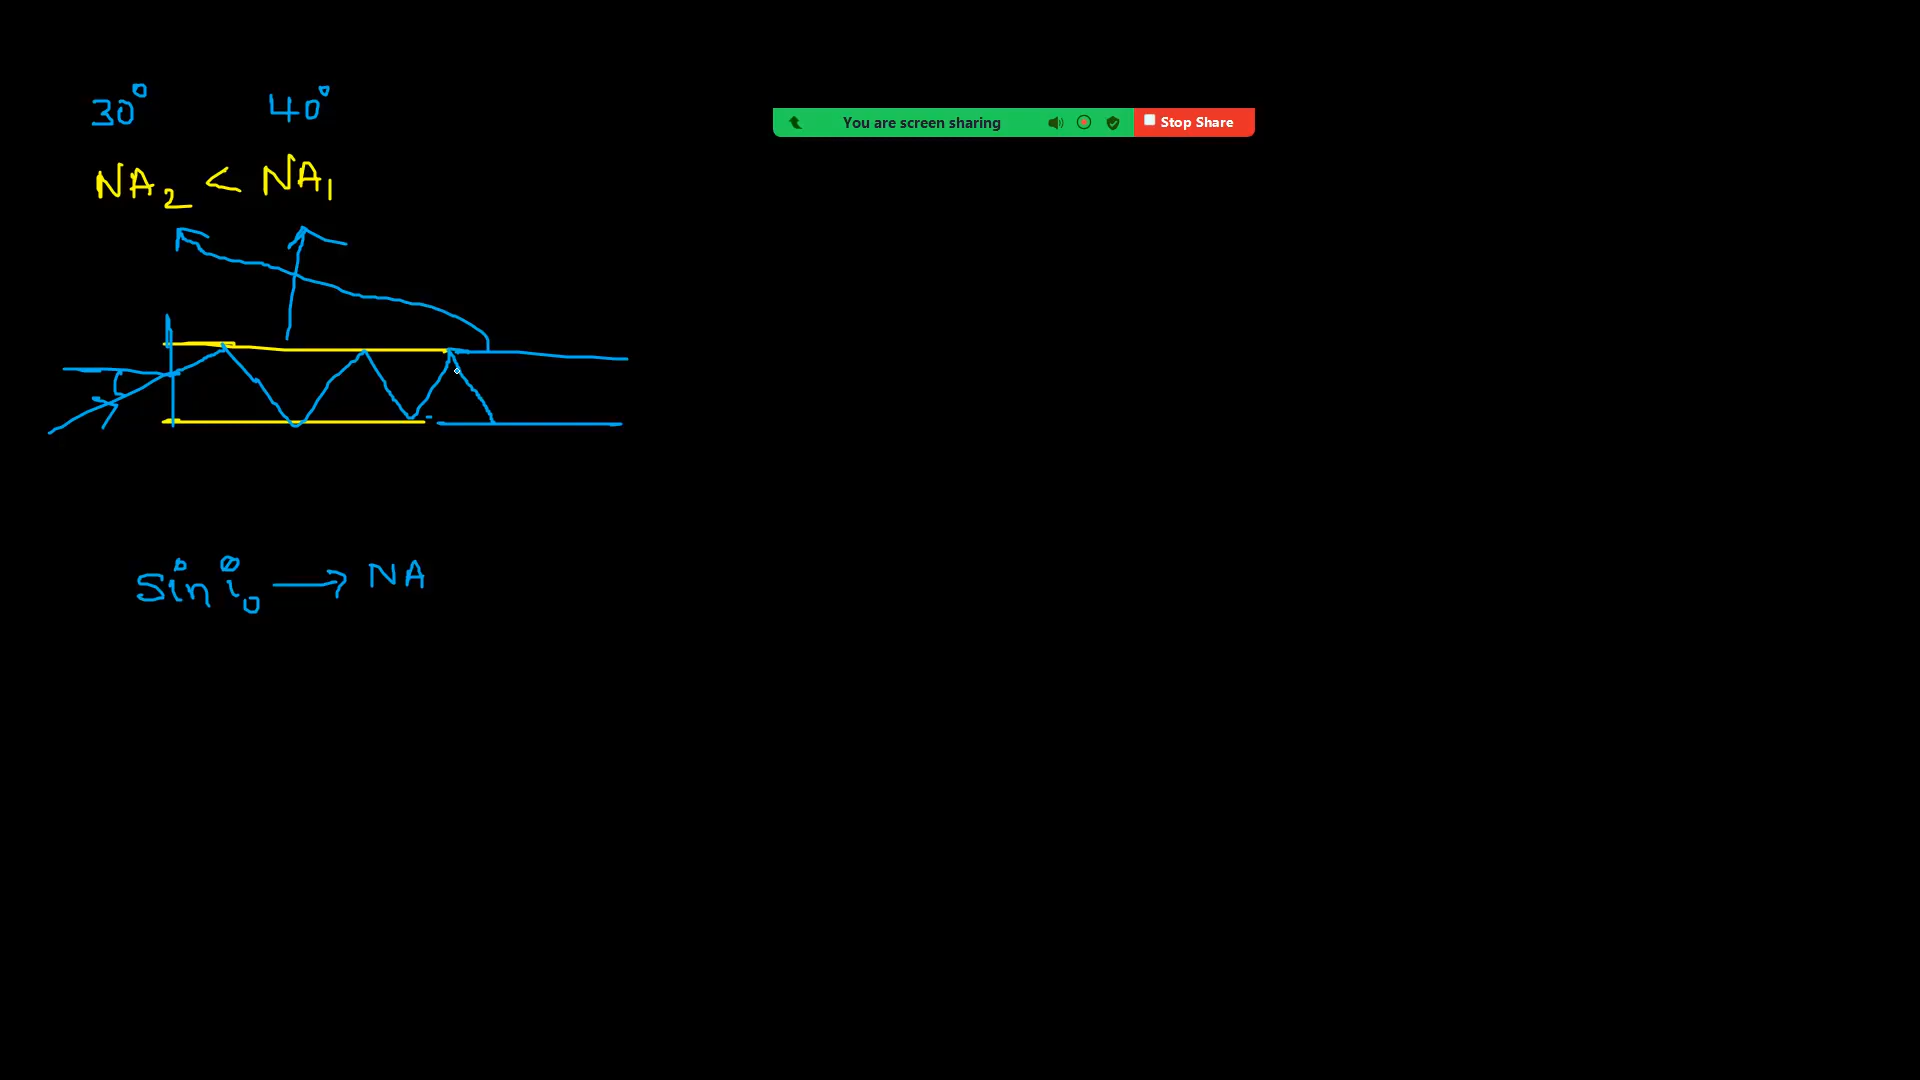 30° 40°
You are screen sharing Stop Share
NA₂ < NA₁
Sin i₀ → NA